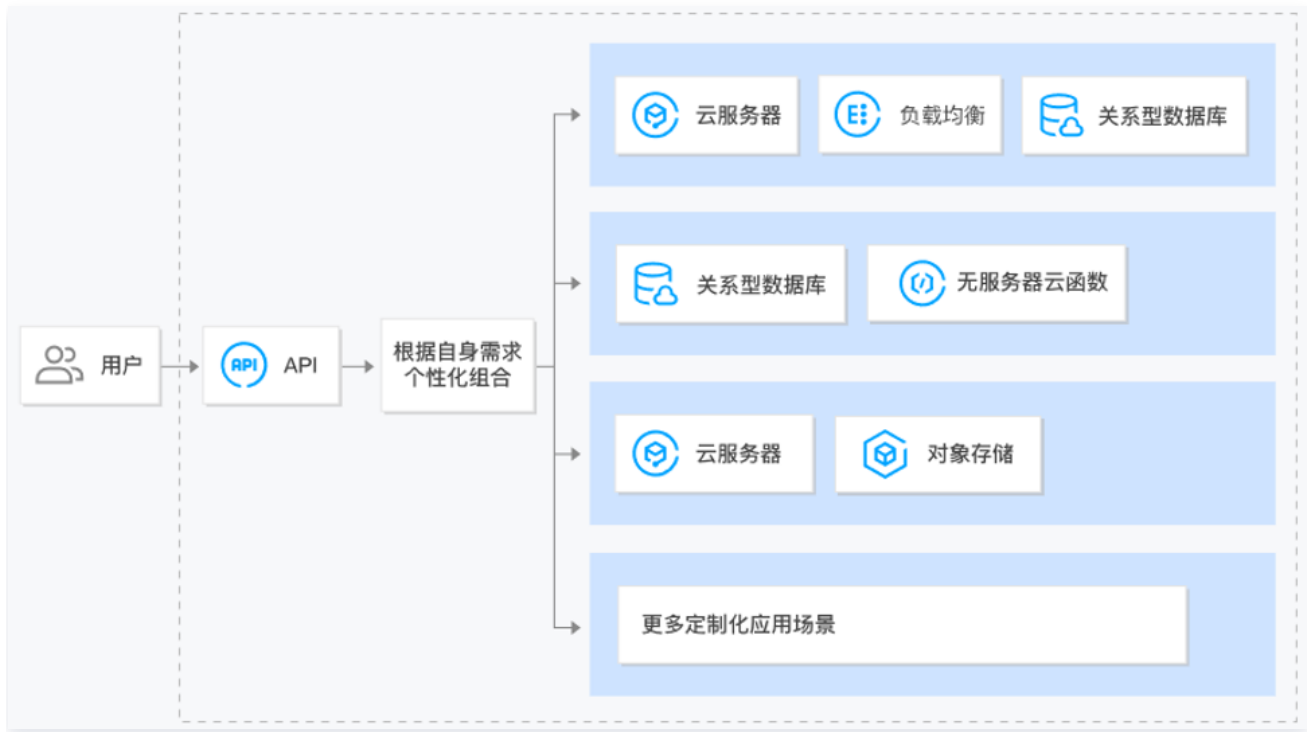 云服务器
负载均衡
关系型数据库
关系型数据库
无服务器云函数
用户
API
API
根据自身需求
个性化组合
云服务器
对象存储
更多定制化应用场景